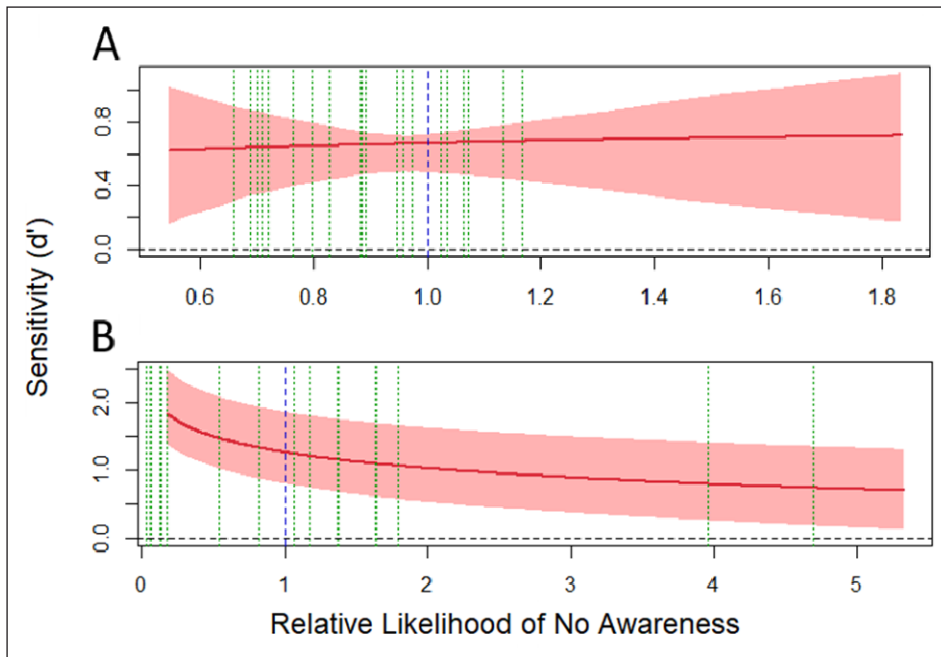 A
Sensitivity (d')
0.0 0.4 0.8
0.6 0.8 1.0 1.2 1.4 1.6 1.8
B
0.0 1.0 2.0
0 1 2 3 4 5
Relative Likelihood of No Awareness